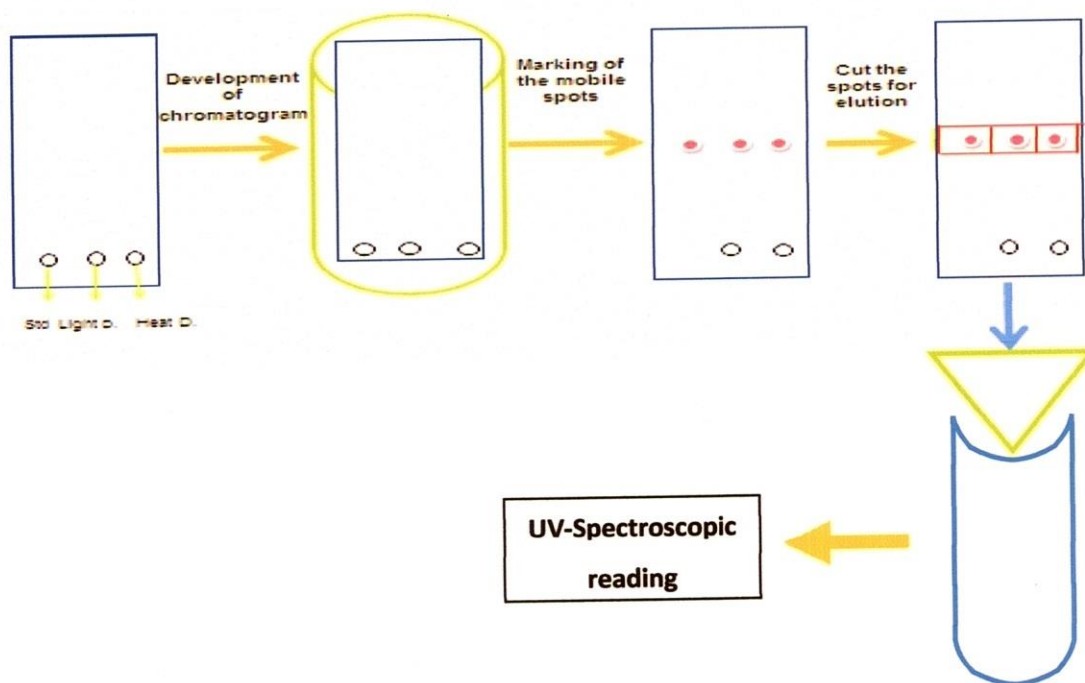 Development
of
chromatogram
Marking of
the mobile
spots
Cut the
spots for
elution
Std Light D. Heat D.
UV-Spectroscopic
reading